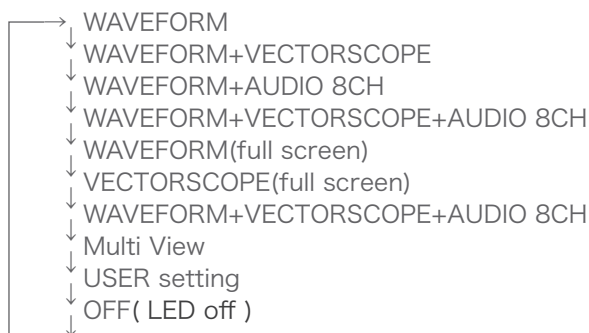 WAVEFORM
WAVEFORM+VECTORSCOPE
WAVEFORM+AUDIO 8CH
WAVEFORM+VECTORSCOPE+AUDIO 8CH
WAVEFORM(full screen)
VECTORSCOPE(full screen)
WAVEFORM+VECTORSCOPE+AUDIO 8CH
Multi View
USER setting
OFF( LED off )